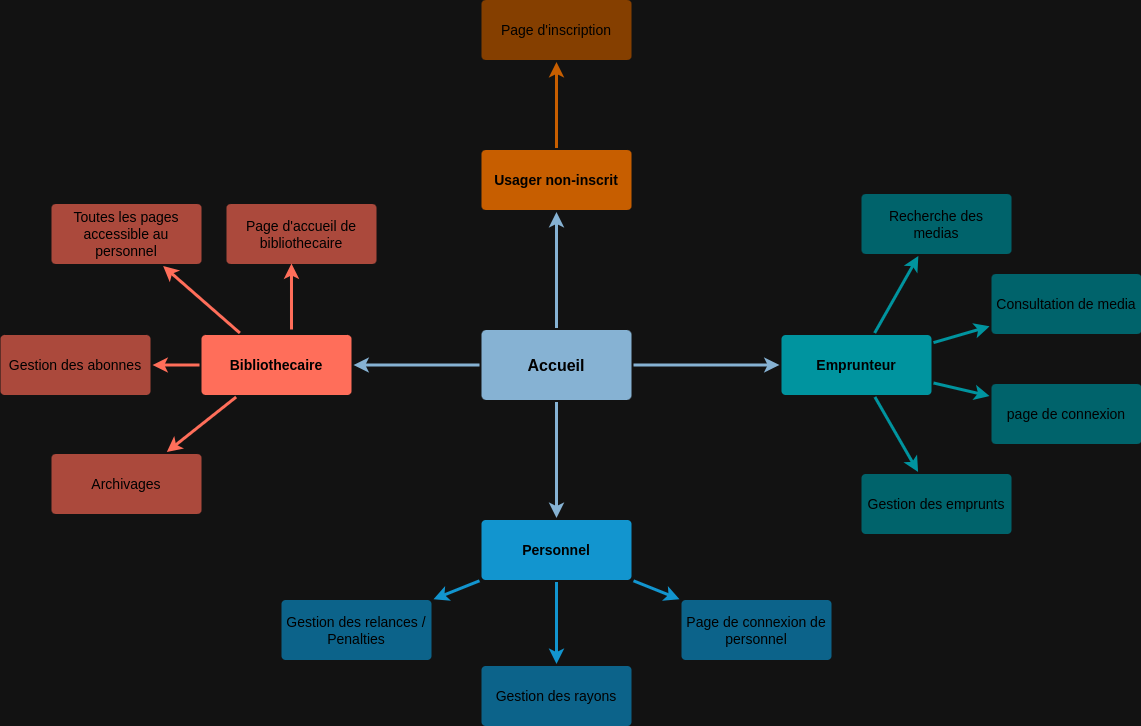 Page d'inscription
Usager non-inscrit
Toutes les pages
accessible au
personnel
Page d'accueil de
bibliothecaire
Recherche des
medias
Consultation de media
Gestion des abonnes
Bibliothecaire
Accueil
Emprunteur
page de connexion
Archivages
Gestion des emprunts
Personnel
Gestion des relances /
Penalties
Page de connexion de
personnel
Gestion des rayons